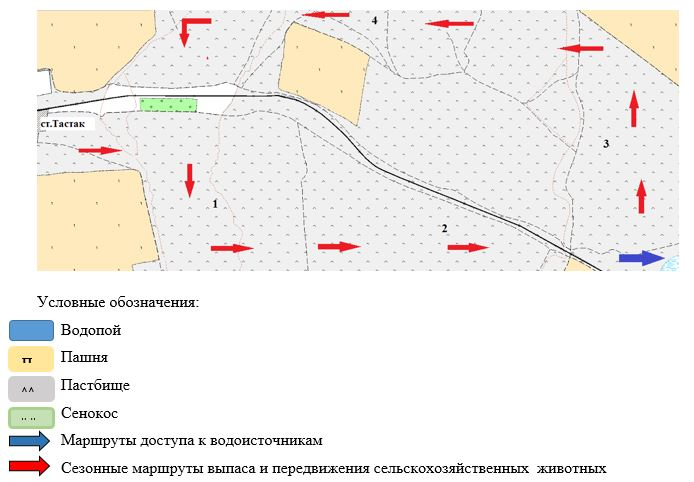 4
ст.Тастак
3
1
2
Условные обозначения:
Водопой
Пашня
Пастбище
Сенокос
Маршруты доступа к водоисточникам
Сезонные маршруты выпаса и передвижения сельскохозяйственных животных